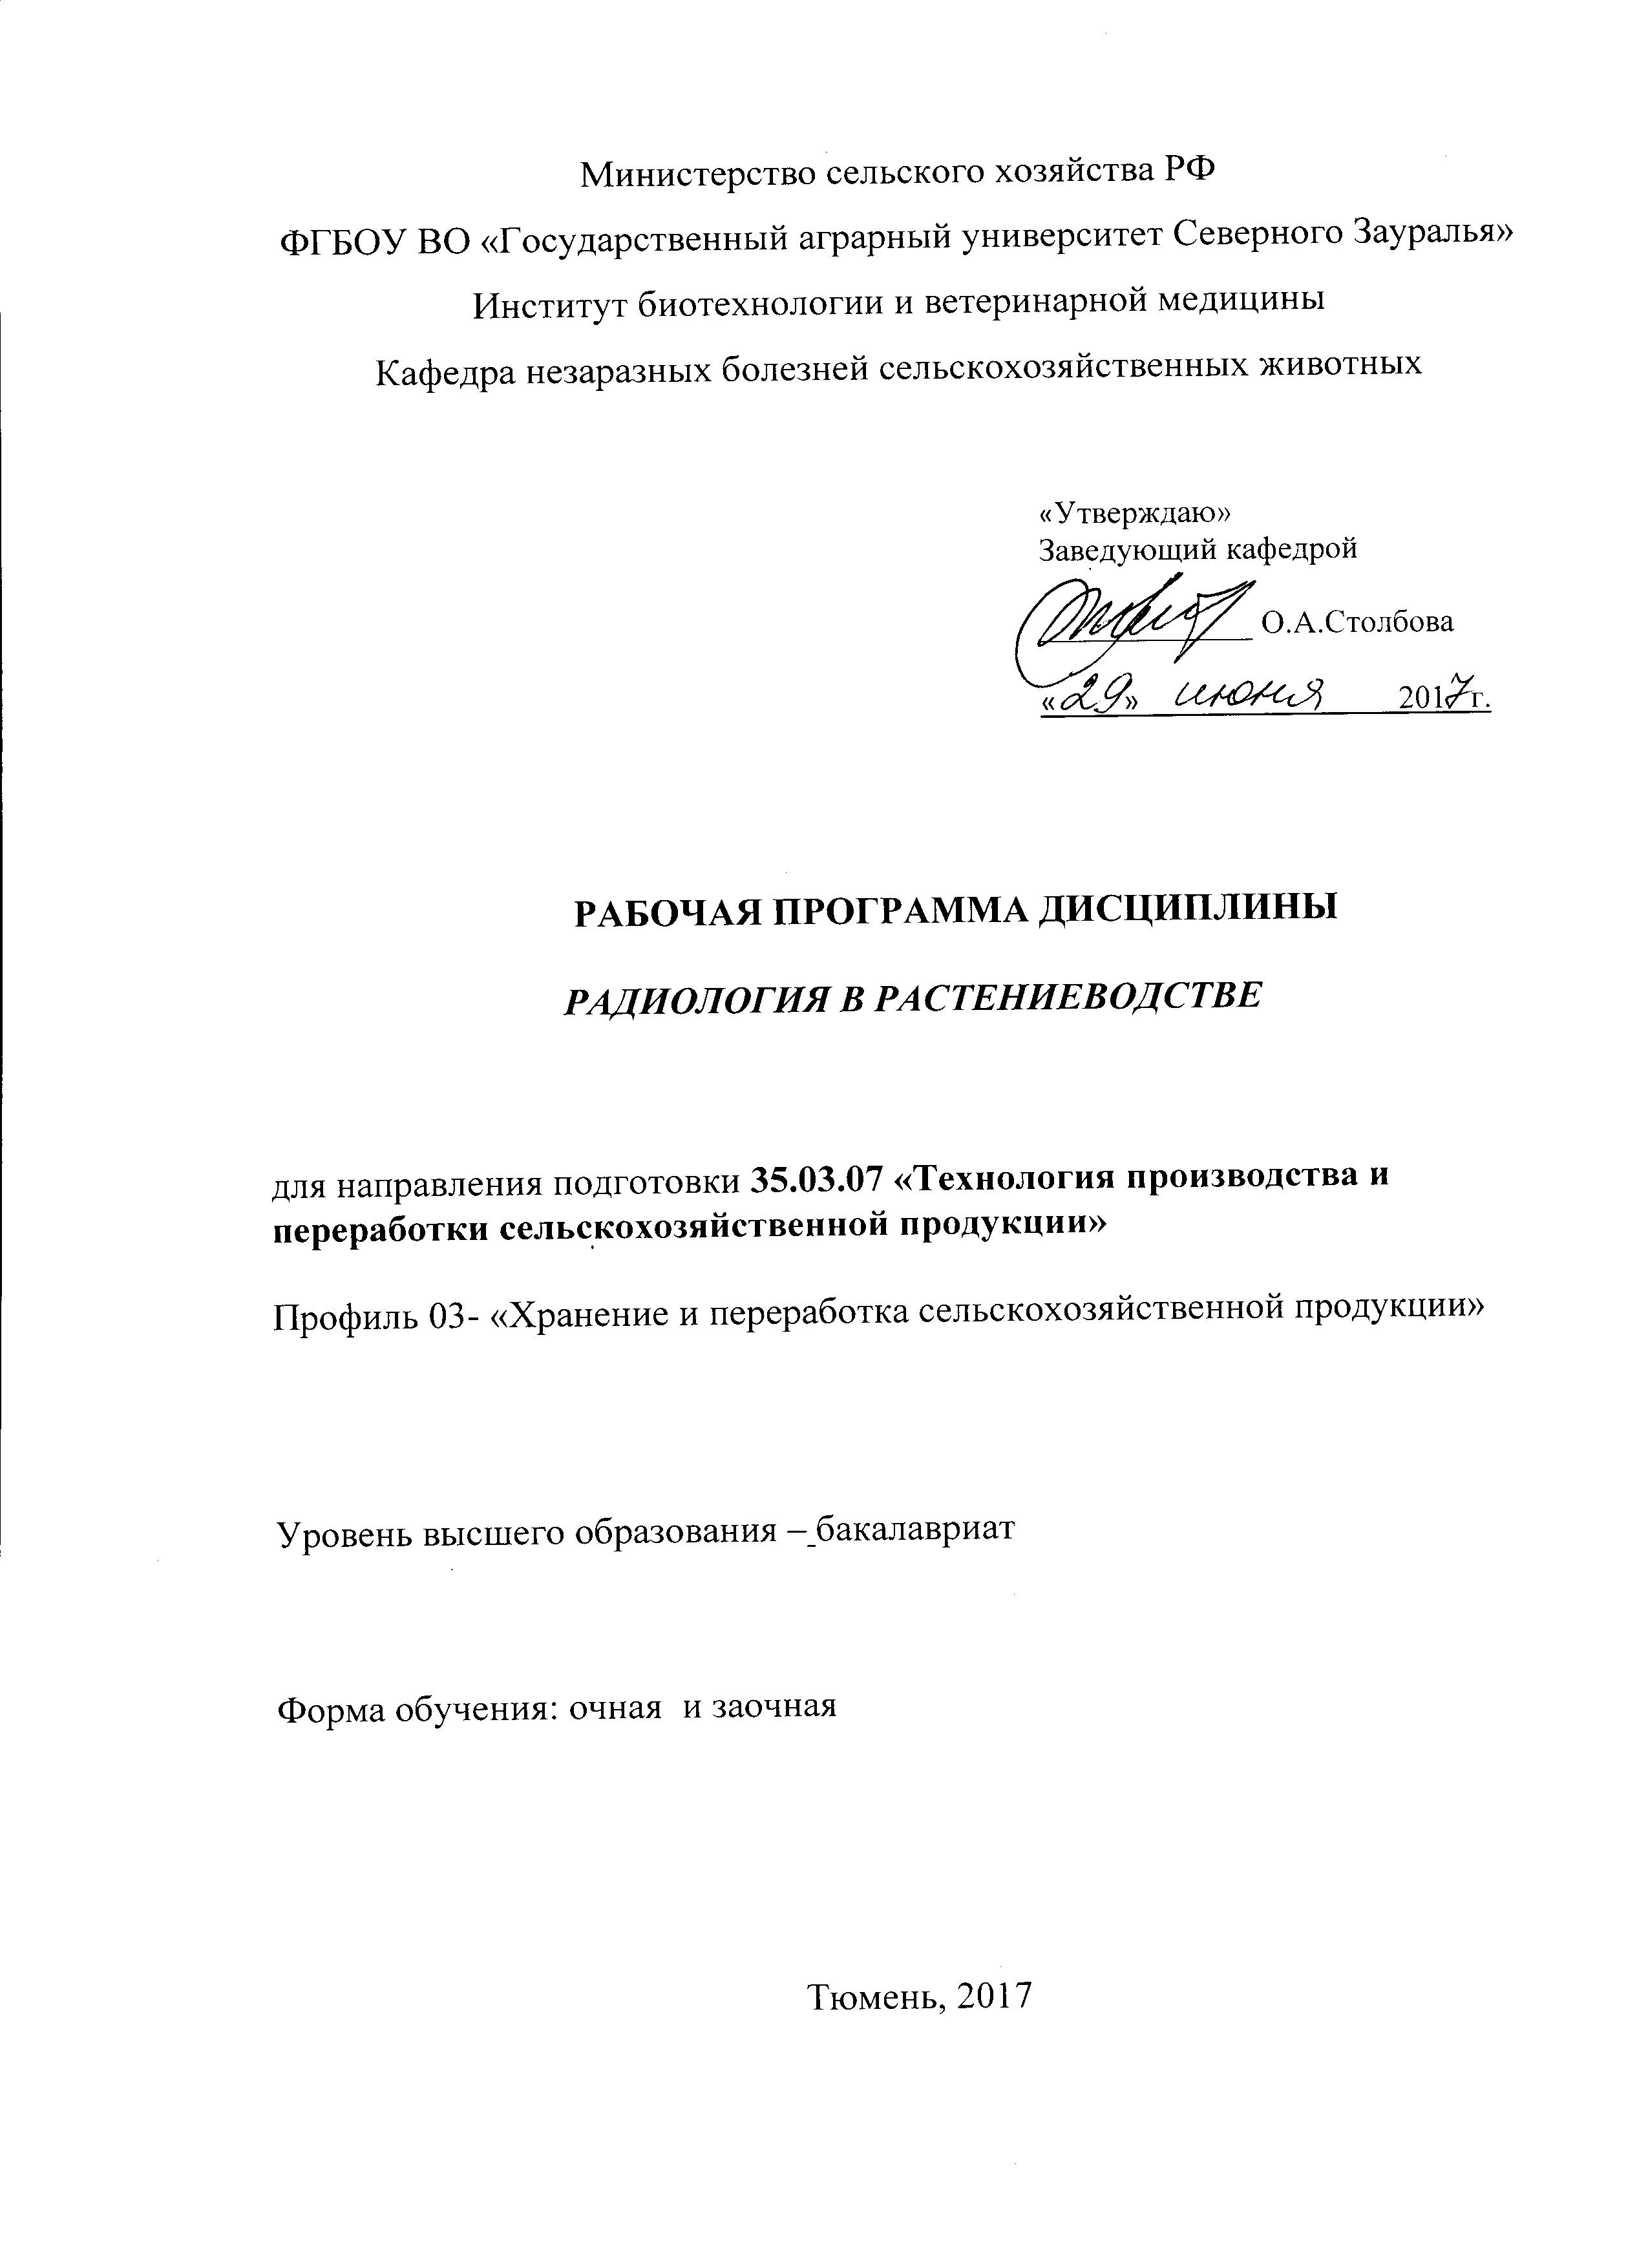 Министерство сельского хозяйства РФ
ФГБОУ ВО «Государственный аграрный университет Северного Зауралья»
Институт биотехнологии и ветеринарной медицины
Кафедра незаразных болезней сельскохозяйственных животных
«Утверждаю»
Заведующий кафедрой
О.А.Столбова
«29» июня 2017г.
РАБОЧАЯ ПРОГРАММА ДИСЦИПЛИНЫ
РАДИОЛОГИЯ В РАСТЕНИЕВОДСТВЕ
для направления подготовки 35.03.07 «Технология производства и
переработки сельскохозяйственной продукции»
Профиль 03- «Хранение и переработка сельскохозяйственной продукции»
Уровень высшего образования – бакалавриат
Форма обучения: очная и заочная
Тюмень, 2017